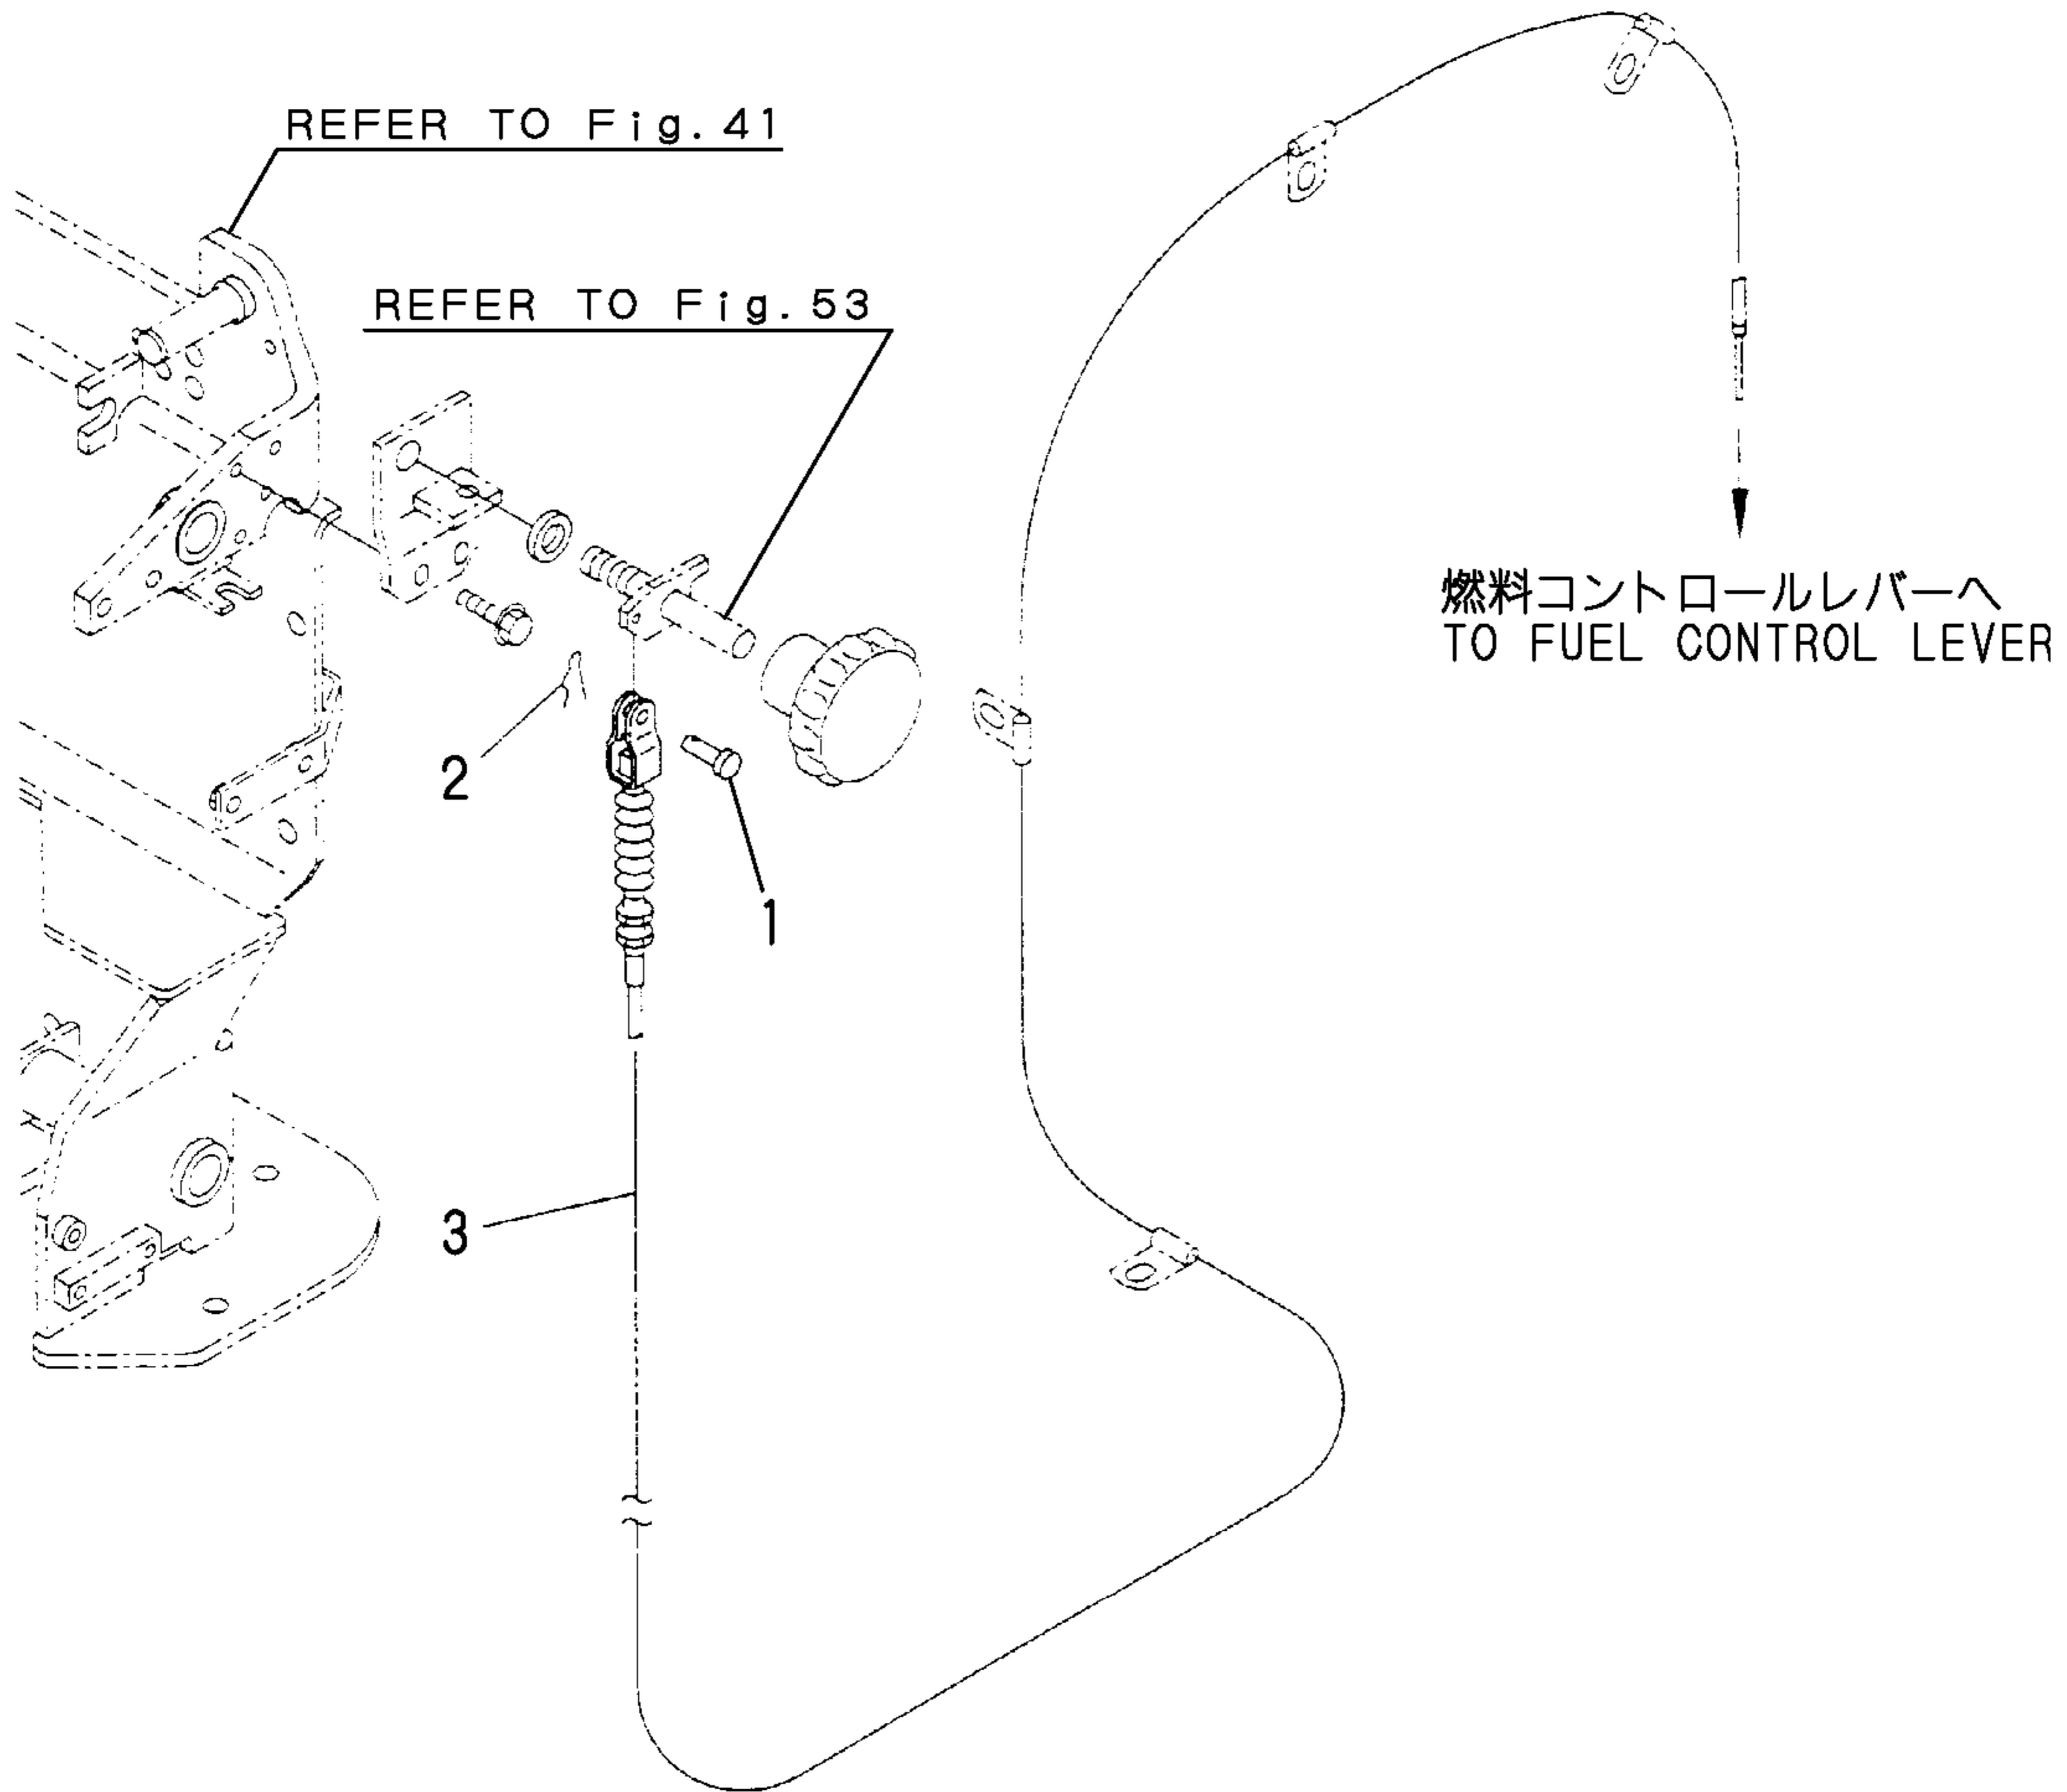 REFER TO Fig.41
REFER TO Fig.53
燃料コントロールレバーへ
TO FUEL CONTROL LEVER
2
1
3